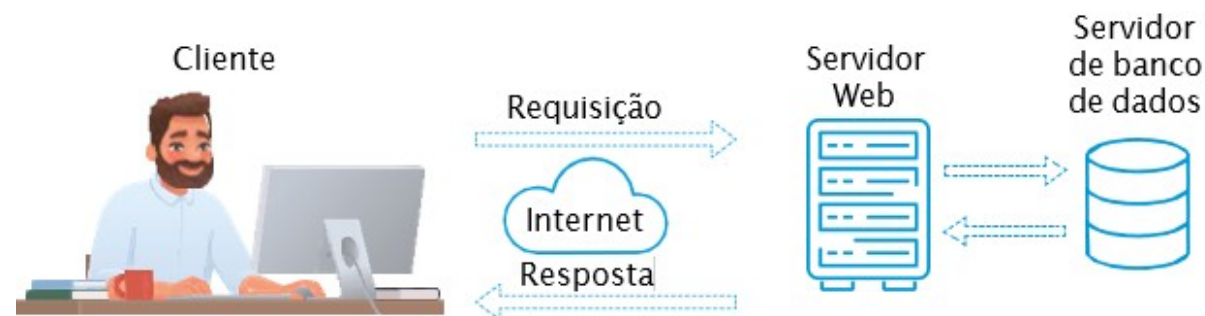 Cliente
Requisição
Internet
Resposta
Servidor
Web
Servidor
de banco
de dados